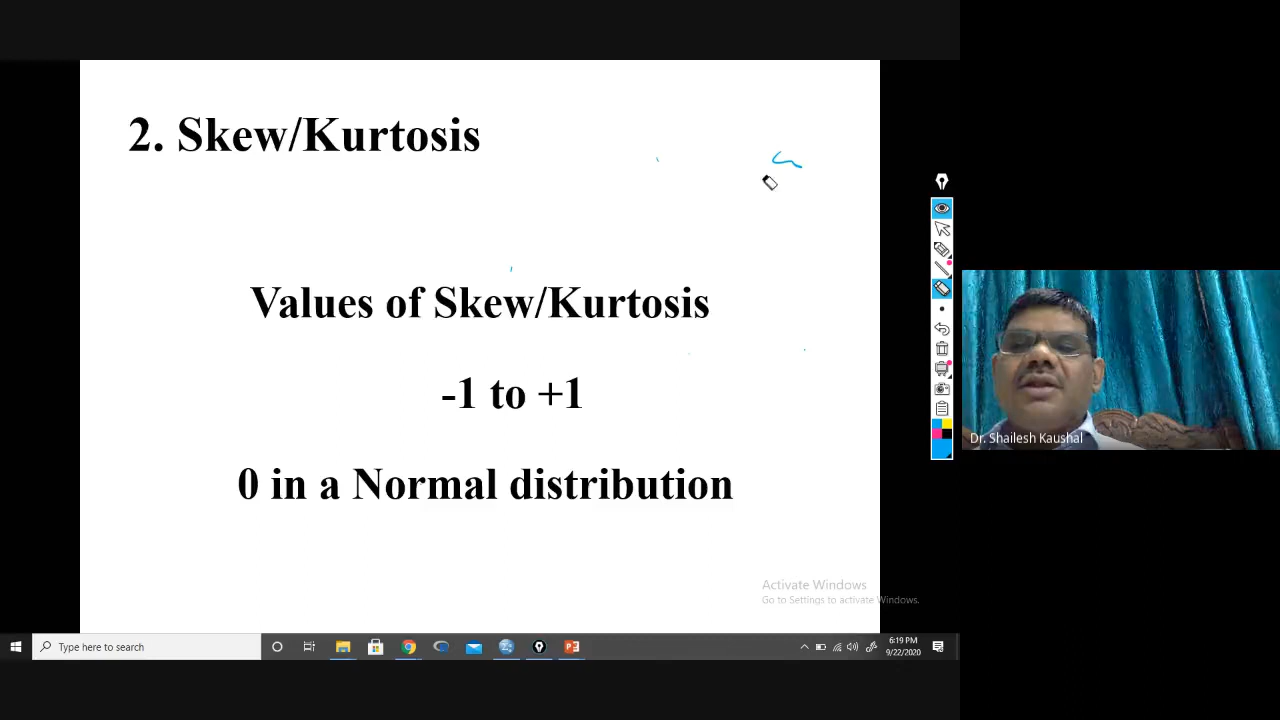 2. Skew/Kurtosis
Values of Skew/Kurtosis
-1 to +1
0 in a Normal distribution
Dr. Shailesh Kaushal
Activate Windows
Go to Settings to activate Windows.
Type here to search
6:19 PM
9/22/2020